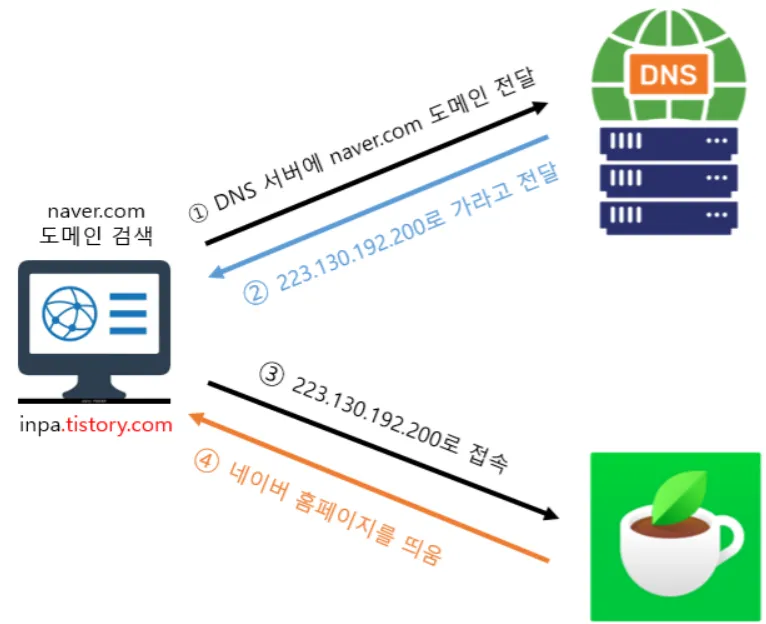 DNS
① DNS 서버에 naver.com 도메인 전달
② 223.130.192.200로 가라고 전달
naver.com
도메인 검색
inpa.tistory.com
③ 223.130.192.200로 접속
④ 네이버 홈페이지를 띄움